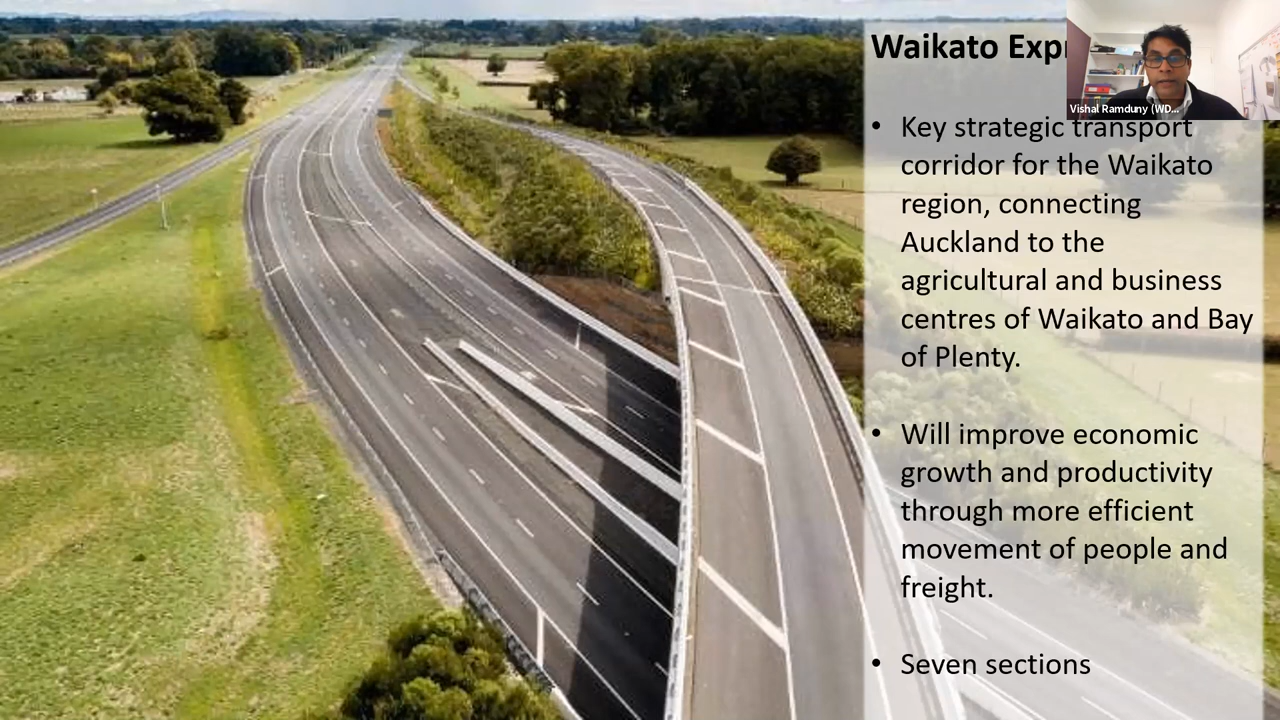 Waikato Exp
Vishal Ramduny (WD...
• Key strategic transport
corridor for the Waikato
region, connecting
Auckland to the
agricultural and business
centres of Waikato and Bay
of Plenty.
• Will improve economic
growth and productivity
through more efficient
movement of people and
freight.
• Seven sections